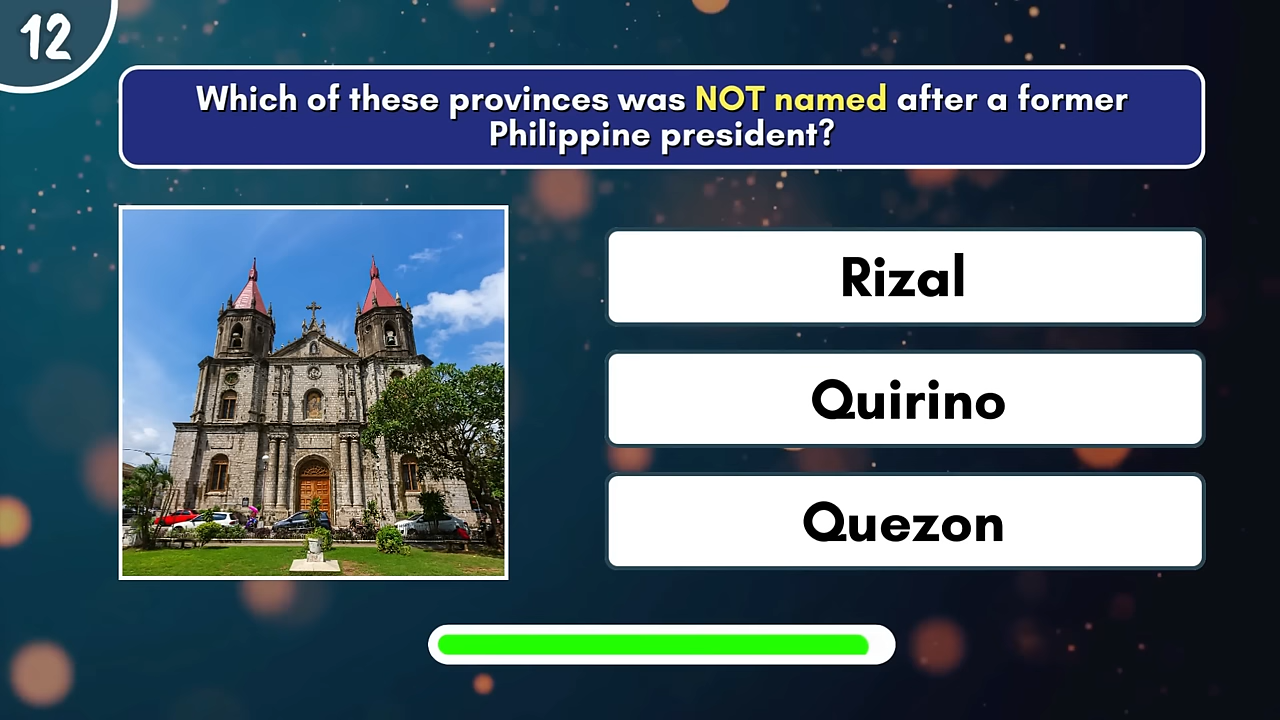 12
Which of these provinces was NOT named after a former
Philippine president?
Rizal
Quirino
Quezon